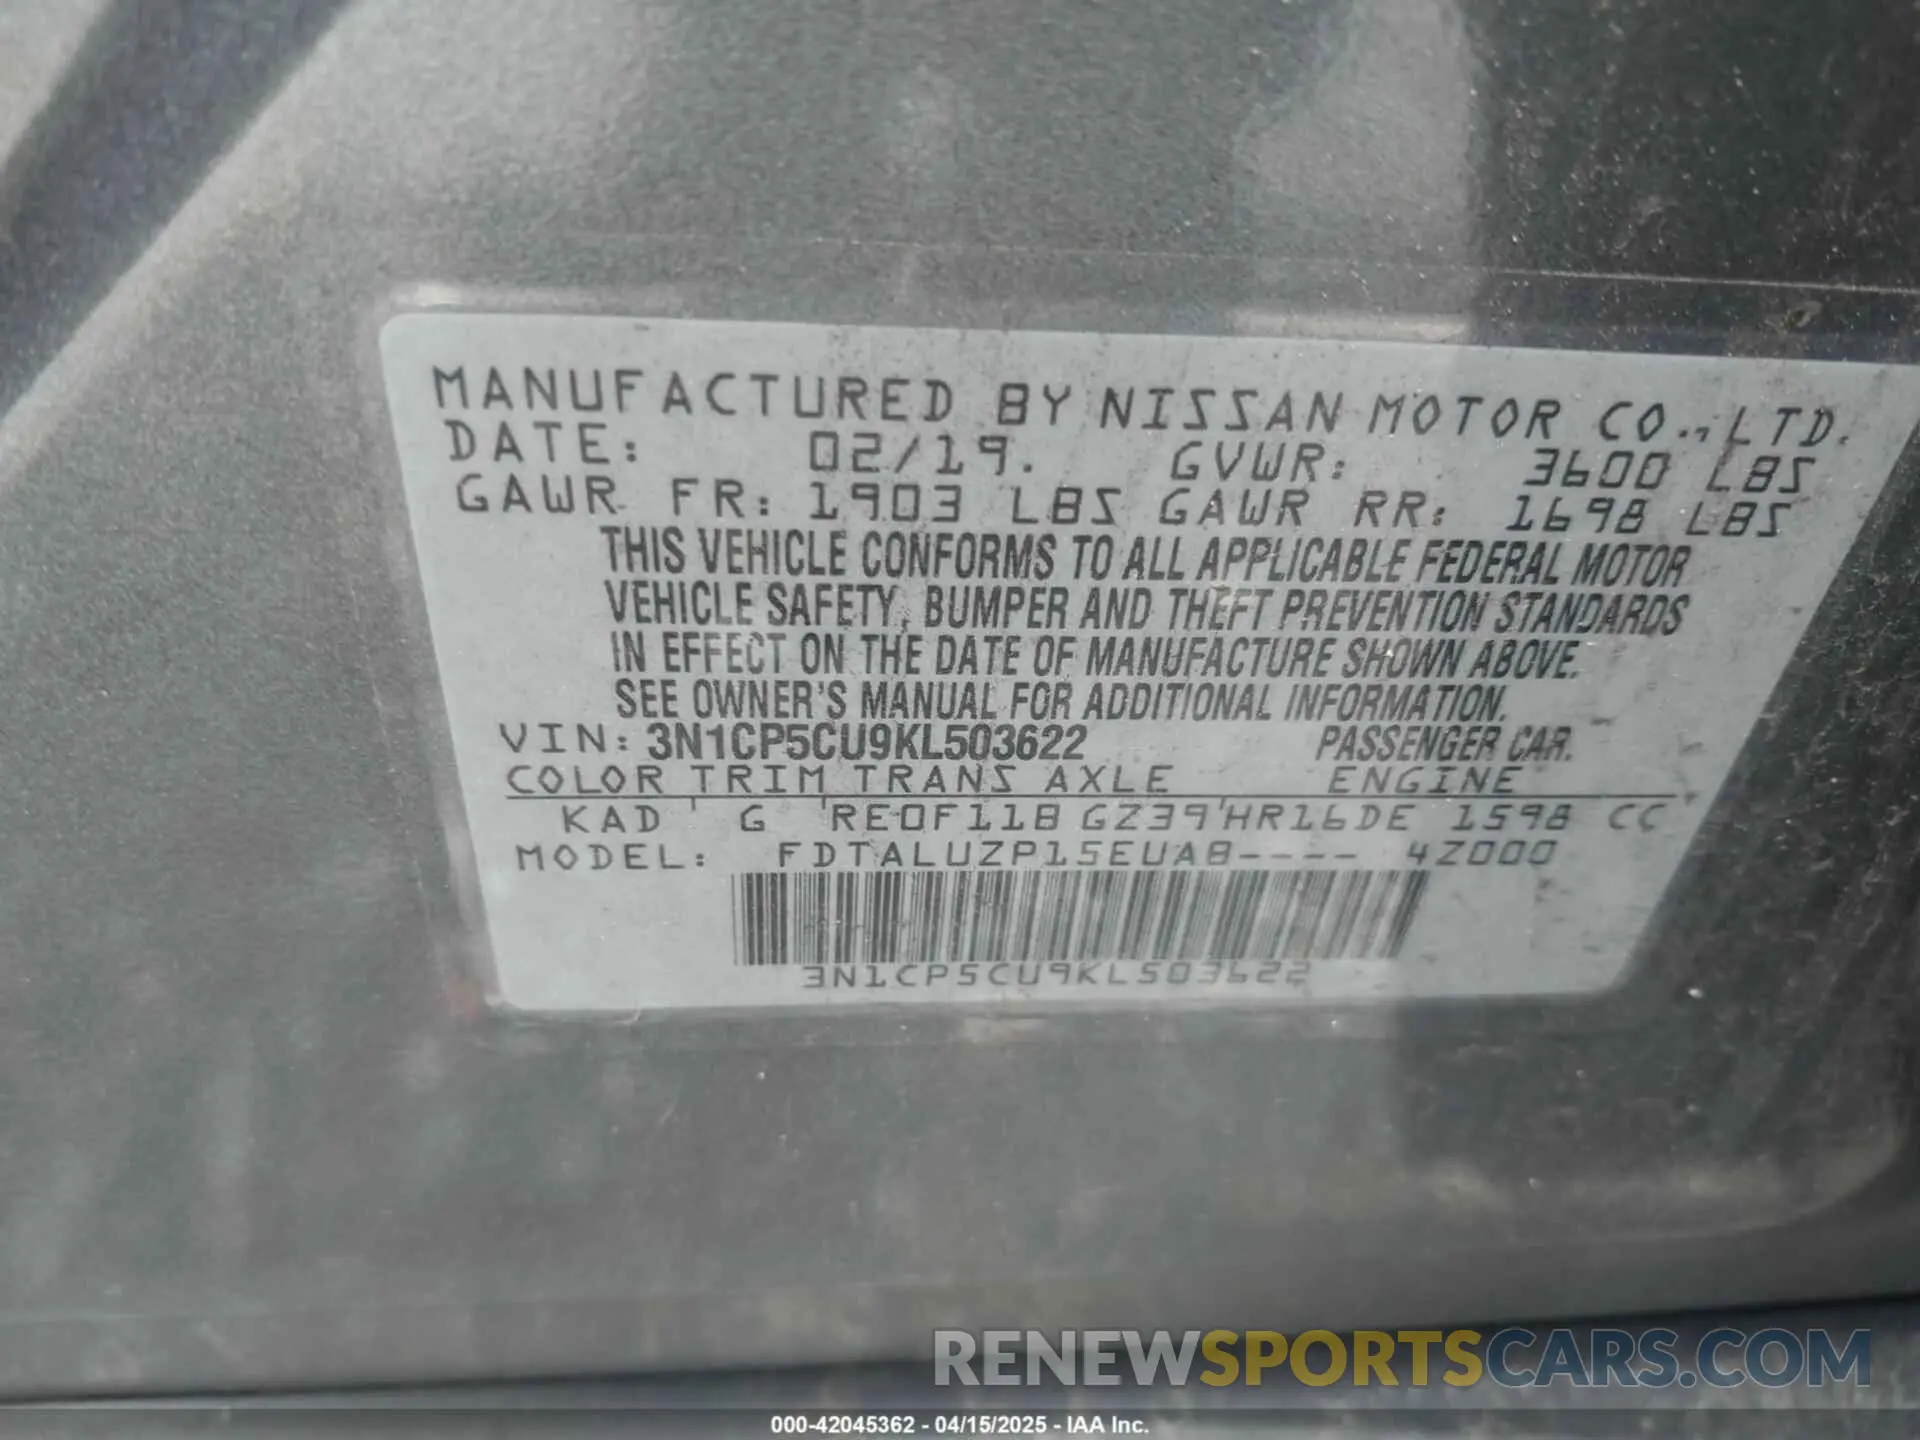 MANUFACTURED BY NISSAN MOTOR CO., LTD.
DATE: 02/19. GVWR: 3600 LBS
GAWR FR: 1903 LBS GAWR RR: 1698 LBS
THIS VEHICLE CONFORMS TO ALL APPLICABLE FEDERAL MOTOR
VEHICLE SAFETY, BUMPER AND THEFT PREVENTION STANDARDS
IN EFFECT ON THE DATE OF MANUFACTURE SHOWN ABOVE.
SEE OWNER'S MANUAL FOR ADDITIONAL INFORMATION.
VIN: 3N1CP5CU9KL503622 PASSENGER CAR.
COLOR TRIM TRANS AXLE ENGINE
KAD G RE0F11B GZ39 HR16DE 1598 CC
MODEL: FDTALUZP15EUAB---- 4Z000
3N1CP5CU9KL503622
RENEWSPORTSCARS.COM
000-42045362 - 04/15/2025 - IAA Inc.